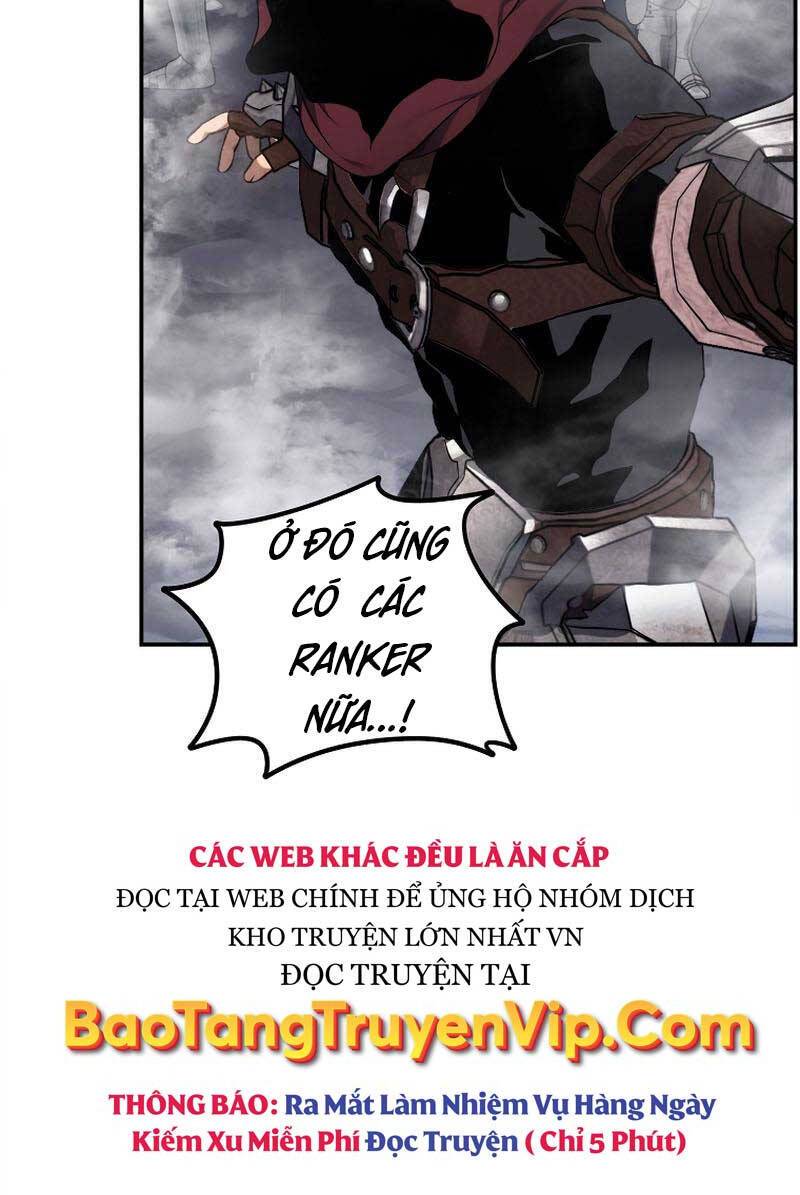 Ở ĐÓ CŨNG
CÓ CÁC
RANKER
NỮA...!
CÁC WEB KHÁC ĐỀU LÀ ĂN CẮP
ĐỌC TẠI WEB CHÍNH ĐỂ ỦNG HỘ NHÓM DỊCH
KHO TRUYỆN LỚN NHẤT VN
ĐỌC TRUYỆN TẠI
BaoTangTruyenVip.Com
THÔNG BÁO: Ra Mắt Làm Nhiệm Vụ Hàng Ngày
Kiếm Xu Miễn Phí Đọc Truyện ( Chỉ 5 Phút)